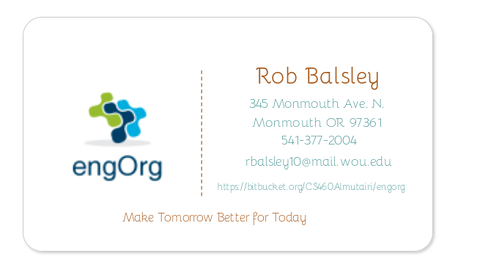 Rob Balsley
345 Monmouth Ave. N.
Monmouth OR 97361
541-377-2004
rbalsley10@mail.wou.edu
https://bitbucket.org/CS460Almutairi/engorg
engOrg
Make Tomorrow Better for Today